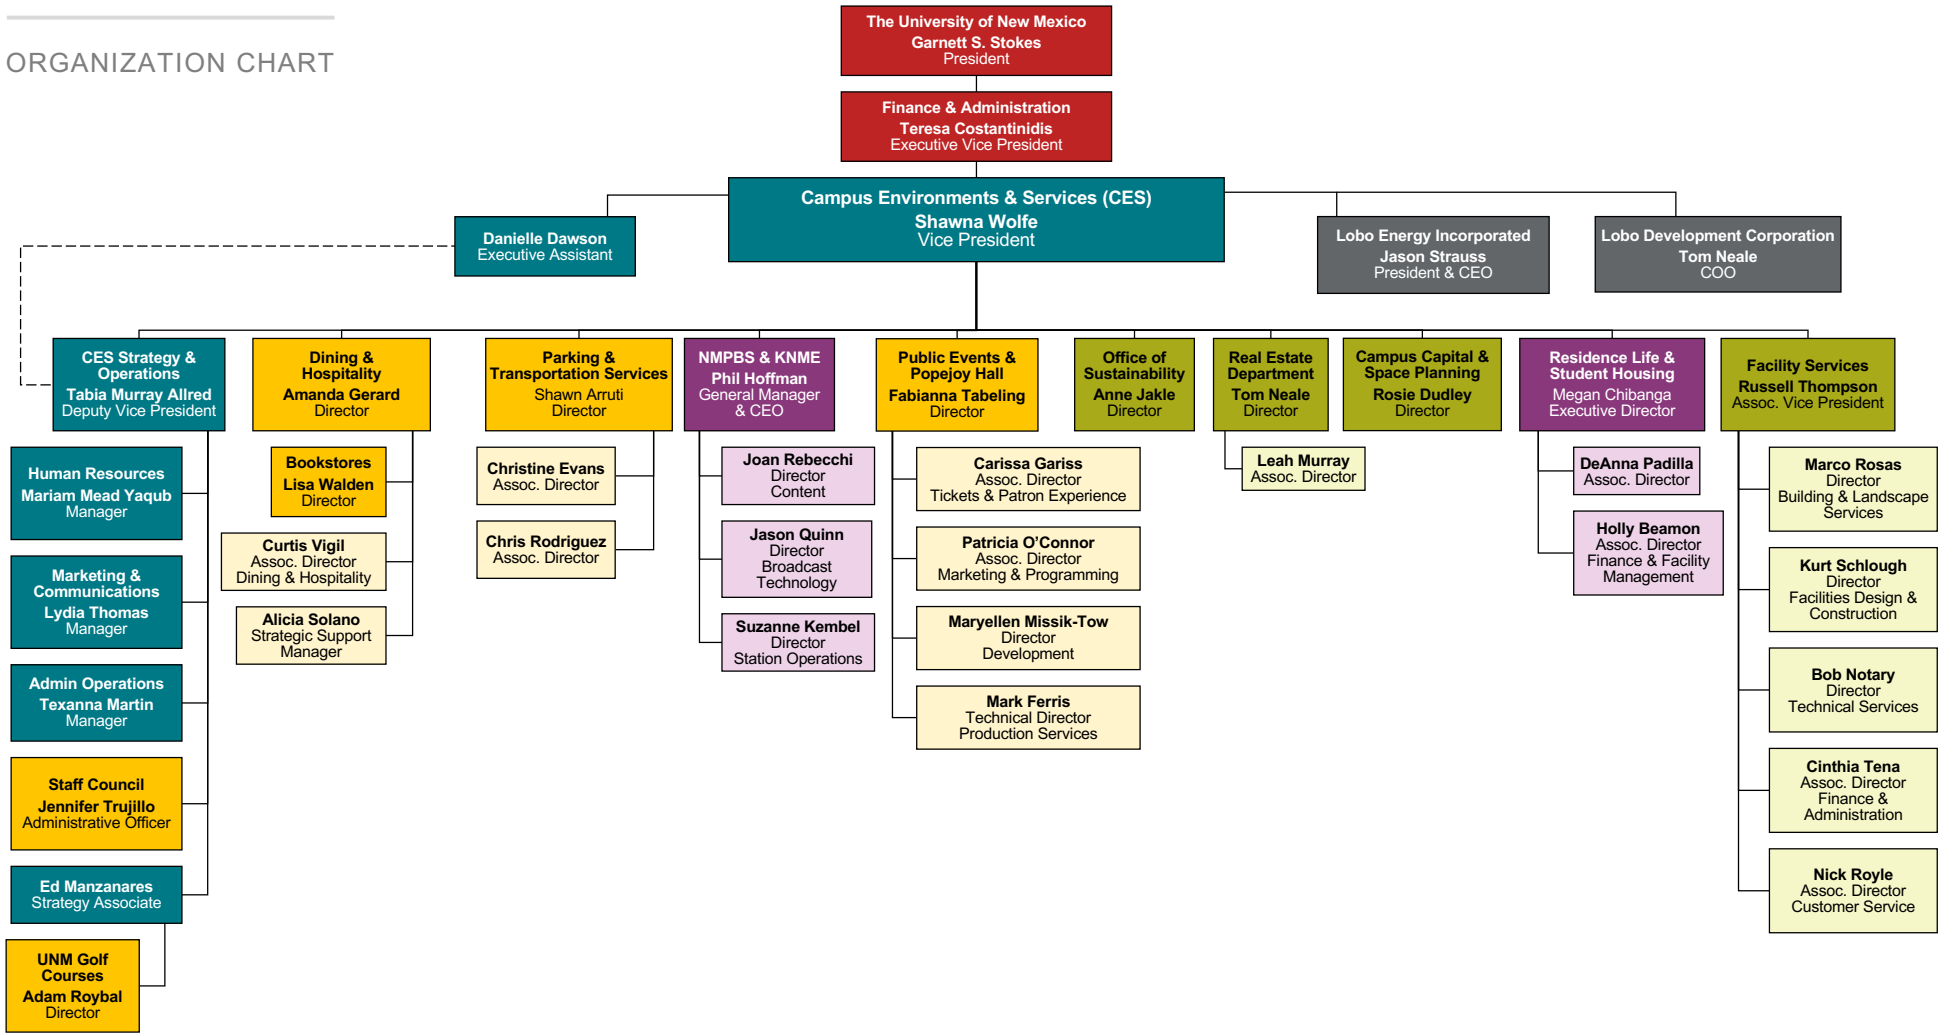 ORGANIZATION CHART
The University of New Mexico
Garnett S. Stokes
President
Finance & Administration
Teresa Costantinidis
Executive Vice President
Campus Environments & Services (CES)
Shawna Wolfe
Vice President
Danielle Dawson
Executive Assistant
Lobo Energy Incorporated
Jason Strauss
President & CEO
Lobo Development Corporation
Tom Neale
COO
CES Strategy &
Operations
Tabia Murray Allred
Deputy Vice President
Human Resources
Mariam Mead Yaqub
Manager
Marketing &
Communications
Lydia Thomas
Manager
Admin Operations
Texanna Martin
Manager
Staff Council
Jennifer Trujillo
Administrative Officer
Ed Manzanares
Strategy Associate
UNM Golf
Courses
Adam Roybal
Director
Dining &
Hospitality
Amanda Gerard
Director
Bookstores
Lisa Walden
Director
Curtis Vigil
Assoc. Director
Dining & Hospitality
Alicia Solano
Strategic Support
Manager
Parking &
Transportation Services
Shawn Arruti
Director
Christine Evans
Assoc. Director
Chris Rodriguez
Assoc. Director
NMPBS & KNME
Phil Hoffman
General Manager
& CEO
Joan Rebecchi
Director
Content
Jason Quinn
Director
Broadcast
Technology
Suzanne Kembel
Director
Station Operations
Public Events &
Popejoy Hall
Fabianna Tabeling
Director
Carissa Gariss
Assoc. Director
Tickets & Patron Experience
Patricia O’Connor
Assoc. Director
Marketing & Programming
Maryellen Missik-Tow
Director
Development
Mark Ferris
Technical Director
Production Services
Office of
Sustainability
Anne Jakle
Director
Real Estate
Department
Tom Neale
Director
Leah Murray
Assoc. Director
Campus Capital &
Space Planning
Rosie Dudley
Director
Residence Life &
Student Housing
Megan Chibanga
Executive Director
DeAnna Padilla
Assoc. Director
Holly Beamon
Assoc. Director
Finance & Facility
Management
Facility Services
Russell Thompson
Assoc. Vice President
Marco Rosas
Director
Building & Landscape
Services
Kurt Schlough
Director
Facilities Design &
Construction
Bob Notary
Director
Technical Services
Cinthia Tena
Assoc. Director
Finance &
Administration
Nick Royle
Assoc. Director
Customer Service